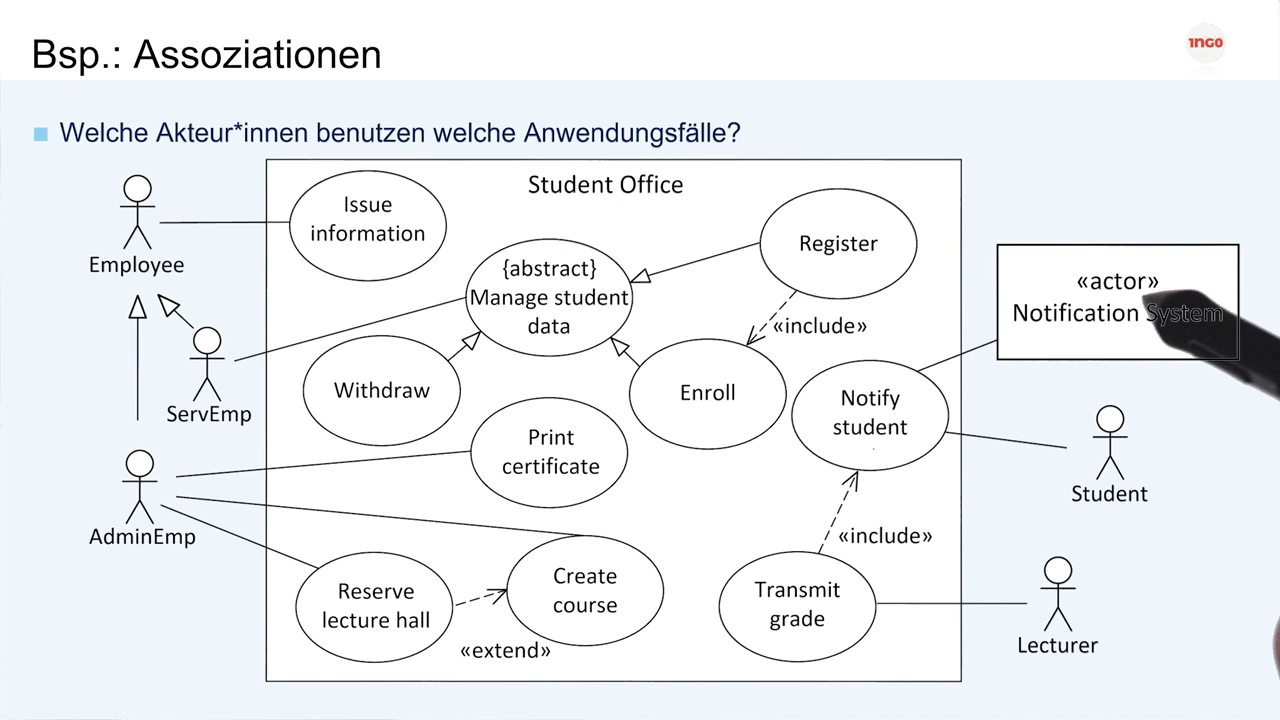 Bsp.: Assoziationen
1NGO
Welche Akteur*innen benutzen welche Anwendungsfälle?
Student Office
Issue
information
Employee
{abstract}
Manage student
data
Register
«include»
«actor»
Notification System
ServEmp
Withdraw
Enroll
Notify
student
Print
certificate
Student
AdminEmp
«include»
Reserve
lecture hall
Create
course
«extend»
Transmit
grade
Lecturer